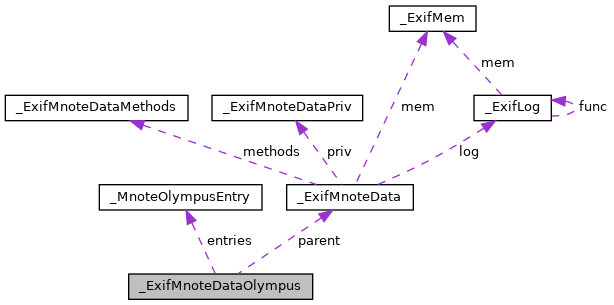 _ExifMem
mem
_ExifMnoteDataMethods
_ExifMnoteDataPriv
mem
_ExifLog
func
methods
priv
log
_MnoteOlympusEntry
_ExifMnoteData
entries
parent
_ExifMnoteDataOlympus